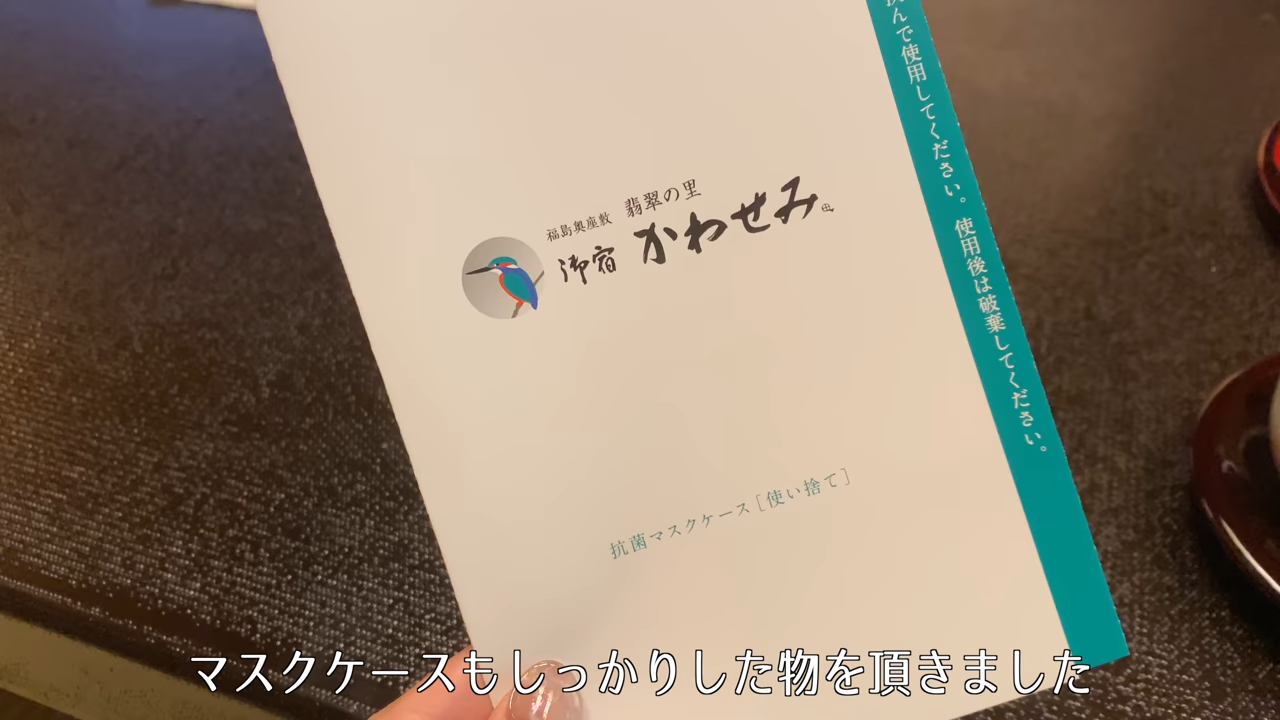 福島奥座敷 翡翠の里
御宿 かわせみ
んで使用してください。使用後は破棄してください。
抗菌マスクケース[使い捨て]
マスクケースもしっかりした物を頂きました